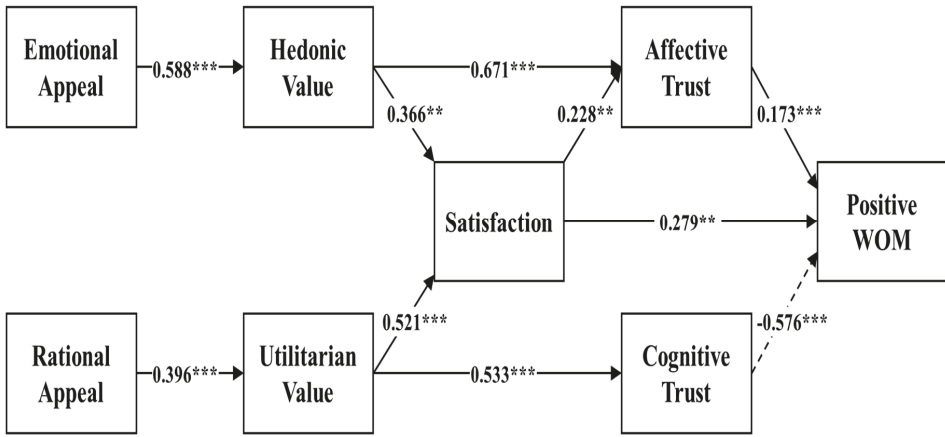 Emotional
Appeal
0.588***
Hedonic
Value
0.671***
Affective
Trust
0.366**
0.228**
0.173***
Satisfaction
0.279**
Positive
WOM
0.521***
-0.576***
Rational
Appeal
0.396***
Utilitarian
Value
0.533***
Cognitive
Trust